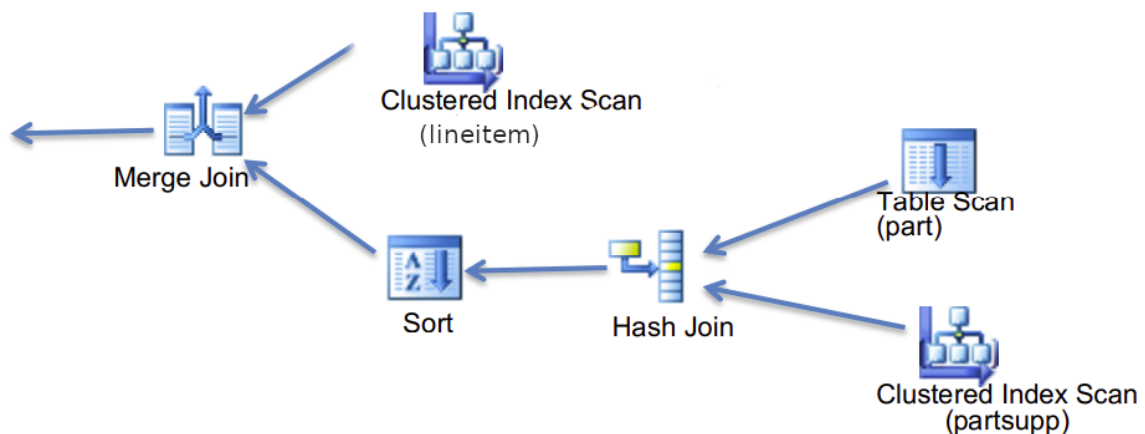 Clustered Index Scan
(lineitem)
Merge Join
Table Scan
(part)
A
Z
Sort
Hash Join
Clustered Index Scan
(partsupp)